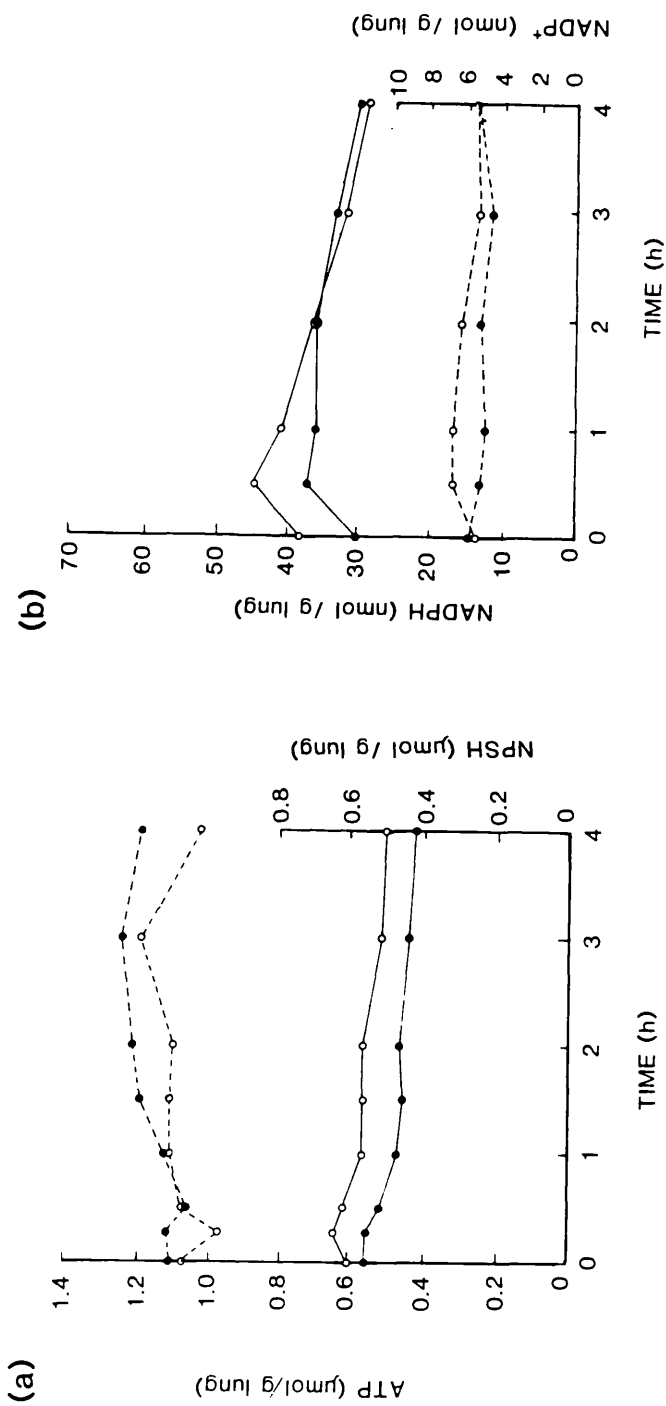 (a)
ATP (µmol/g lung)
1.4
1.2
1.0
0.8
0.6
0.4
0.2
0
NPSH (µmol /g lung)
0.8
0.6
0.4
0.2
0
0 1 2 3 4
TIME (h)
(b)
NADPH (nmol /g lung)
70
60
50
40
30
20
10
0
NADP⁺ (nmol /g lung)
10
8
6
4
2
0
0 1 2 3 4
TIME (h)